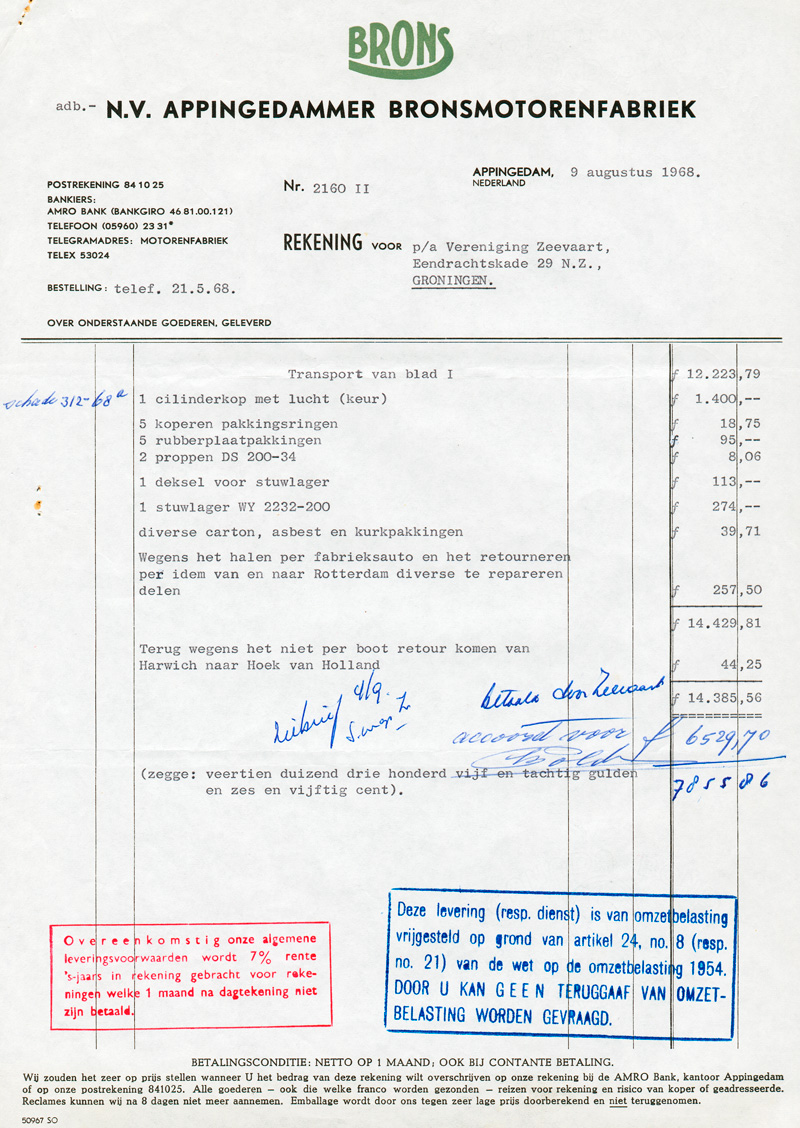 BRONS
adb.- N.V. APPINGEDAMMER BRONSMOTORENFABRIEK
POSTREKENING 84 10 25
BANKIERS:
AMRO BANK (BANKGIRO 46 81.00.121)
TELEFOON (05960) 23 31*
TELEGRAMADRES: MOTORENFABRIEK
TELEX 53024
BESTELLING: telef. 21.5.68.
OVER ONDERSTAANDE GOEDEREN, GELEVERD
Nr. 2160 II
APPINGEDAM, 9 augustus 1968.
NEDERLAND
REKENING VOOR p/a Vereniging Zeevaart,
Eendrachtskade 29 N.Z.,
GRONINGEN.
Transport van blad I f 12.223,79
schade 312-68a 1 cilinderkop met lucht (keur) f 1.400,--
5 koperen pakkingsringen f 18,75
5 rubberplaatpakkingen f 95,--
2 proppen DS 200-34 f 8,06
1 deksel voor stuwlager f 113,--
1 stuwlager WY 2232-200 f 274,--
diverse carton, asbest en kurkpakkingen f 39,71
Wegens het halen per fabrieksauto en het retourneren
per idem van en naar Rotterdam diverse te repareren
delen f 257,50
f 14.429,81
Terug wegens het niet per boot retour komen van
Harwich naar Hoek van Holland f 44,25
f 14.385,56
4/9.
betaald door Zeevaart
accoord voor f 6529,70
(zegge: veertien duizend drie honderd vijf en tachtig gulden
en zes en vijftig cent).
7855 86
Overeenkomstig onze algemene
leveringsvoorwaarden wordt 7% rente
's-jaars in rekening gebracht voor reke-
ningen welke 1 maand na dagtekening niet
zijn betaald.
Deze levering (resp. dienst) is van omzetbelasting
vrijgesteld op grond van artikel 24, no. 8 (resp.
no. 21) van de wet op de omzetbelasting 1954.
DOOR U KAN GEEN TERUGGAAF VAN OMZET-
BELASTING WORDEN GEVRAAGD.
BETALINGSCONDITIE: NETTO OP 1 MAAND; OOK BIJ CONTANTE BETALING.
Wij zouden het zeer op prijs stellen wanneer U het bedrag van deze rekening wilt overschrijven op onze rekening bij de AMRO Bank, kantoor Appingedam
of op onze postrekening 841025. Alle goederen – ook die welke franco worden gezonden – reizen voor rekening en risico van koper of geadresseerde.
Reclames kunnen wij na 8 dagen niet meer aannemen. Emballage wordt door ons tegen zeer lage prijs doorberekend en niet teruggenomen.
50967 SO